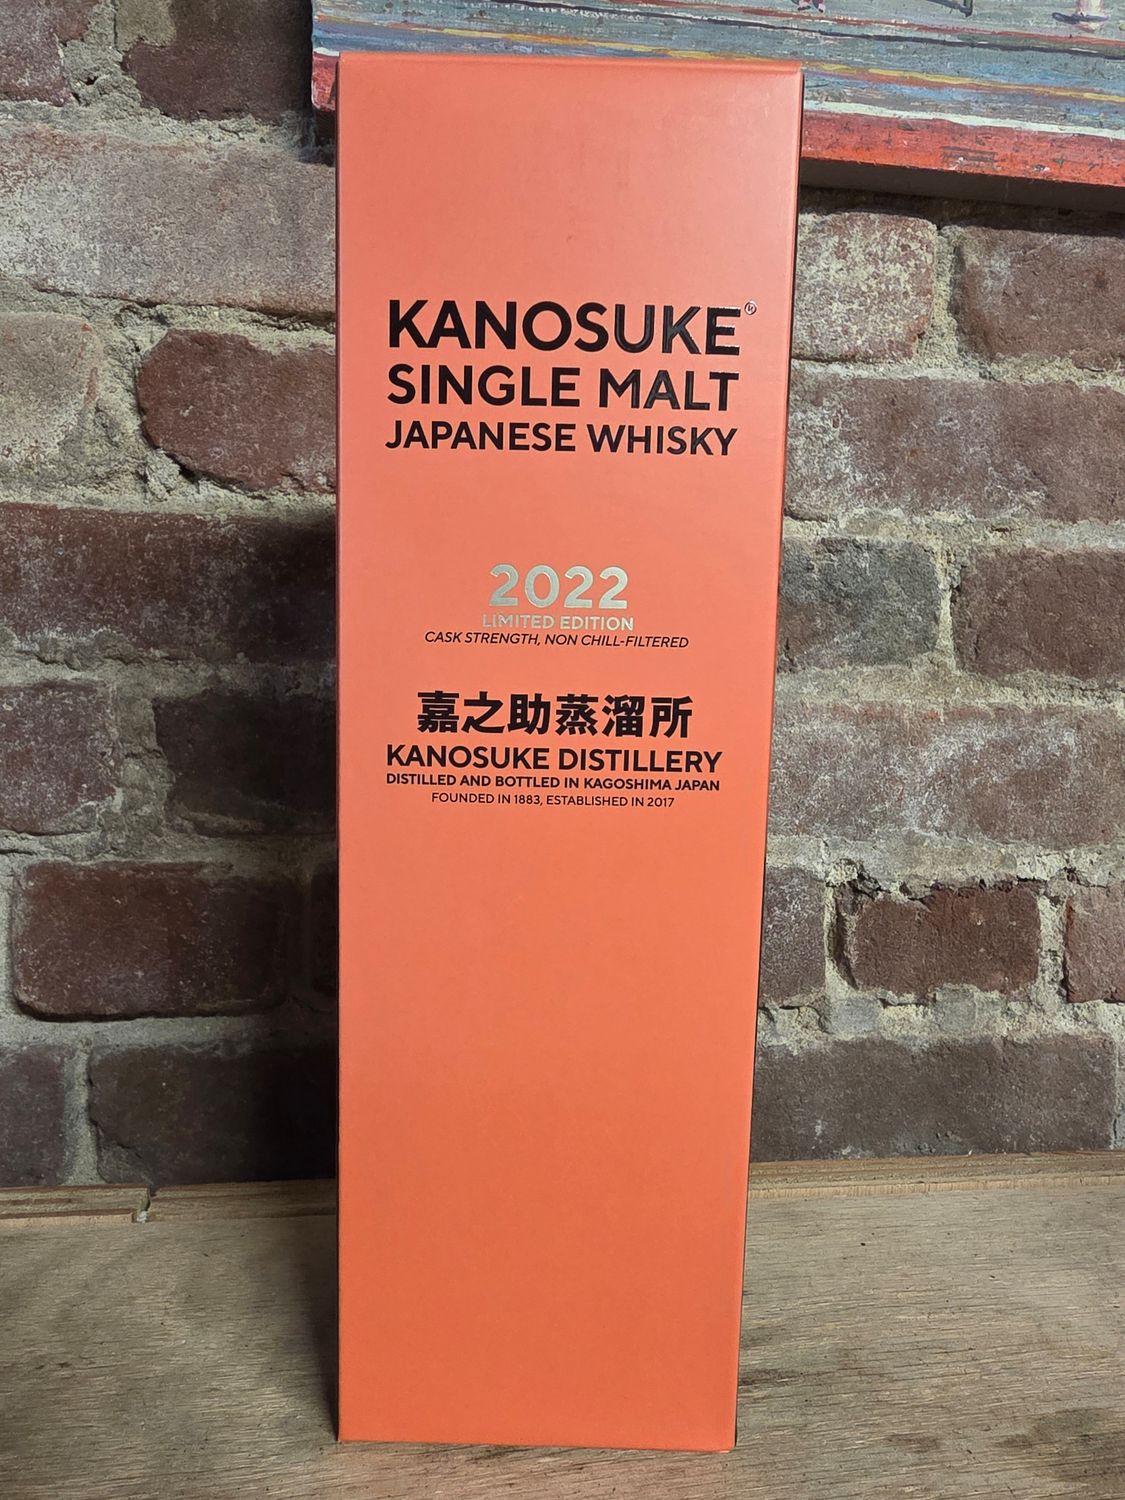 KANOSUKE®
SINGLE MALT
JAPANESE WHISKY
2022
LIMITED EDITION
CASK STRENGTH, NON CHILL-FILTERED
嘉之助蒸溜所
KANOSUKE DISTILLERY
DISTILLED AND BOTTLED IN KAGOSHIMA JAPAN
FOUNDED IN 1883, ESTABLISHED IN 2017